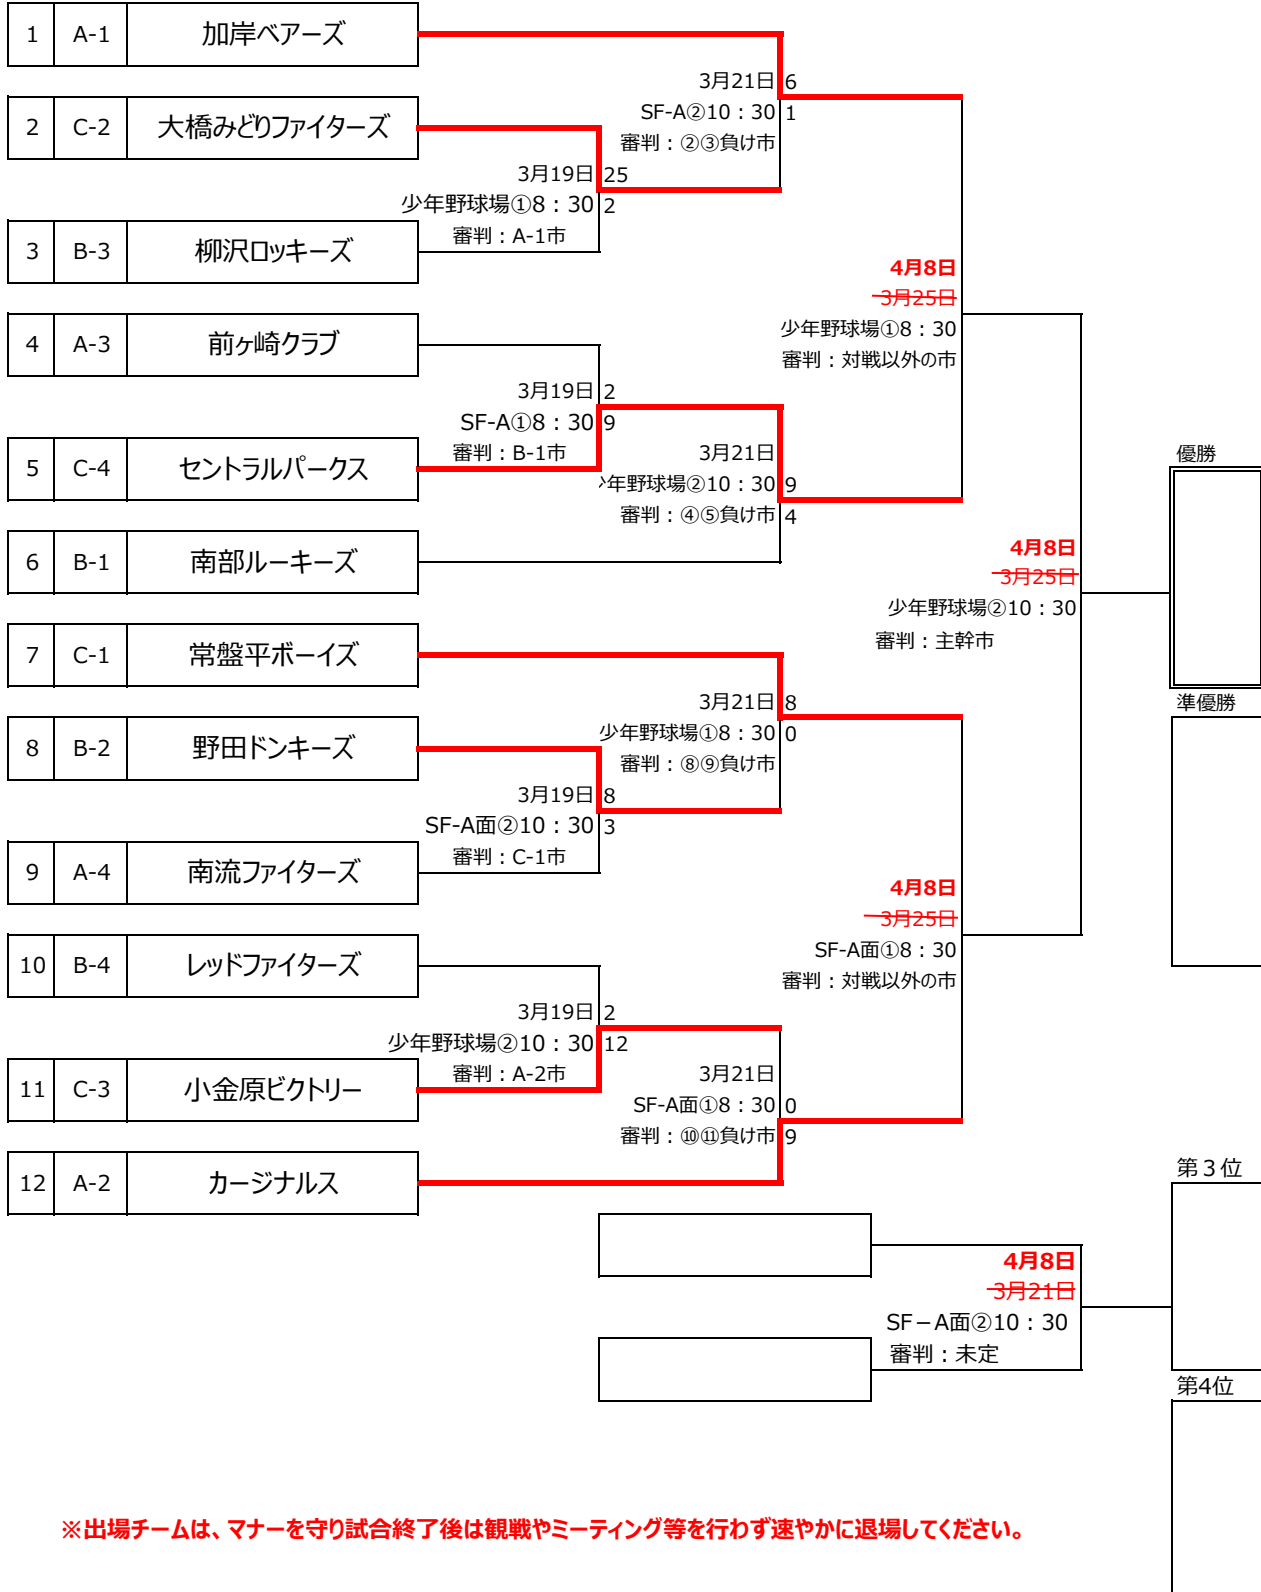 1 A-1 加岸ベアーズ
3月21日 6
SF-A②10：30 1
審判：②③負け市
2 C-2 大橋みどりファイターズ
3月19日 25
少年野球場①8：30 2
審判：A-1市
3 B-3 柳沢ロッキーズ
4月8日
3月25日
少年野球場①8：30
審判：対戦以外の市
4 A-3 前ヶ崎クラブ
3月19日 2
SF-A①8：30 9
審判：B-1市
5 C-4 セントラルパークス
3月21日
年野球場②10：30 9
審判：④⑤負け市 4
優勝
6 B-1 南部ルーキーズ
4月8日
3月25日
少年野球場②10：30
審判：主幹市
7 C-1 常盤平ボーイズ
3月21日 8
少年野球場①8：30 0
審判：⑧⑨負け市
準優勝
8 B-2 野田ドンキーズ
3月19日 8
SF-A面②10：30 3
審判：C-1市
9 A-4 南流ファイターズ
4月8日
3月25日
SF-A面①8：30
審判：対戦以外の市
10 B-4 レッドファイターズ
3月19日 2
少年野球場②10：30 12
審判：A-2市
11 C-3 小金原ビクトリー
3月21日
SF-A面①8：30 0
審判：⑩⑪負け市 9
12 A-2 カージナルス
第３位
4月8日
3月21日
SF－A面②10：30
審判：未定
第4位
※出場チームは、マナーを守り試合終了後は観戦やミーティング等を行わず速やかに退場してください。